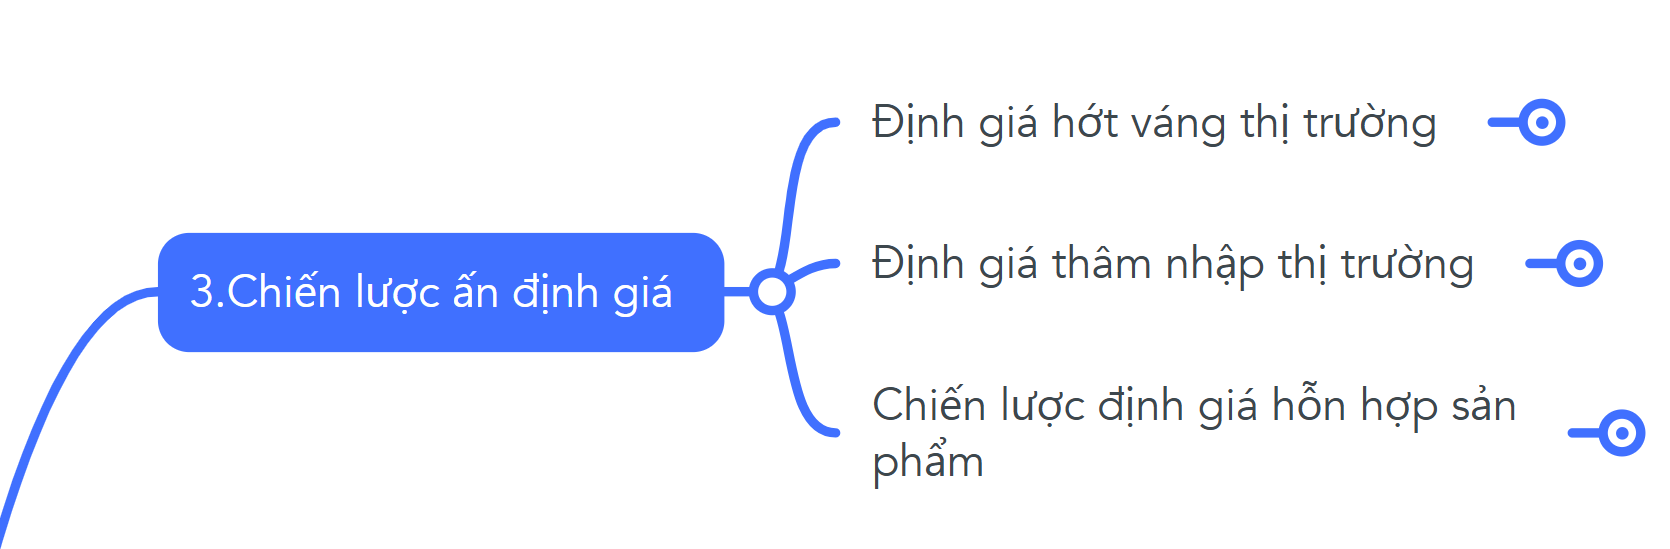 Định giá hớt váng thị trường
Định giá thâm nhập thị trường
3.Chiến lược ấn định giá
Chiến lược định giá hỗn hợp sản
phẩm